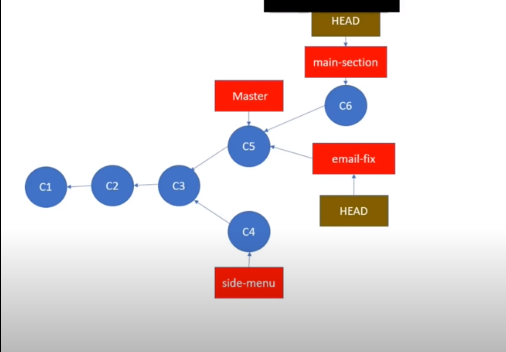 HEAD
main-section
Master
C6
C5
email-fix
C1
C2
C3
HEAD
C4
side-menu